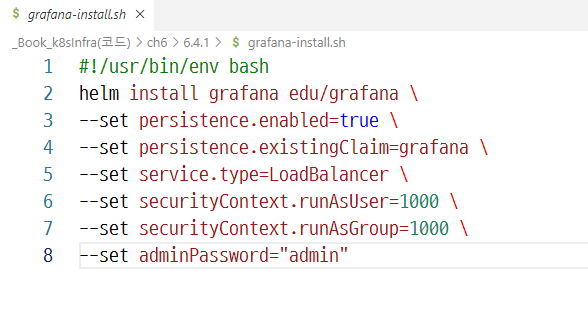 $ grafana-install.sh ×
_Book_k8sInfra(코드) > ch6 > 6.4.1 > $ grafana-install.sh
1 #!/usr/bin/env bash
2 helm install grafana edu/grafana \
3 --set persistence.enabled=true \
4 --set persistence.existingClaim=grafana \
5 --set service.type=LoadBalancer \
6 --set securityContext.runAsUser=1000 \
7 --set securityContext.runAsGroup=1000 \
8 --set adminPassword="admin"